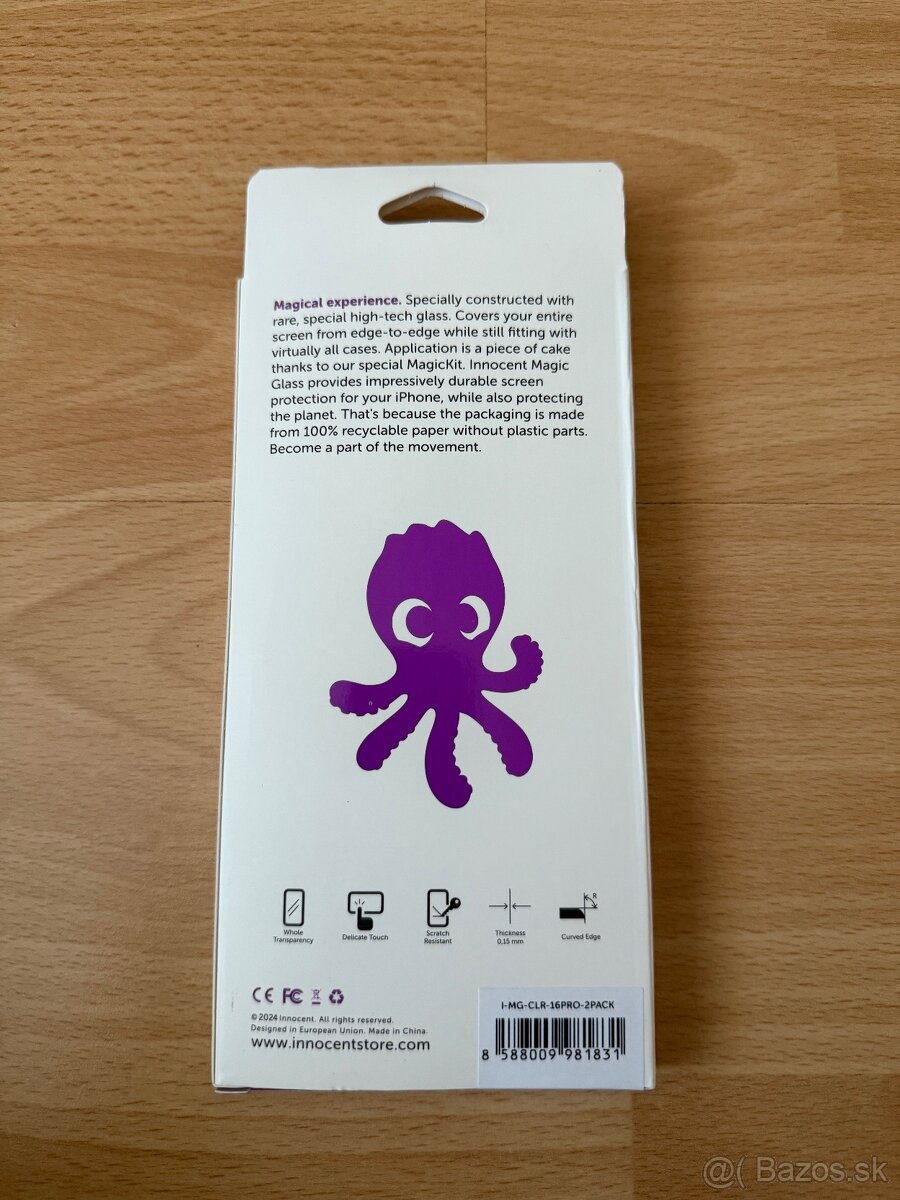 Magical experience. Specially constructed with
rare, special high-tech glass. Covers your entire
screen from edge-to-edge while still fitting with
virtually all cases. Application is a piece of cake
thanks to our special MagicKit. Innocent Magic
Glass provides impressively durable screen
protection for your iPhone, while also protecting
the planet. That's because the packaging is made
from 100% recyclable paper without plastic parts.
Become a part of the movement.
R
Whole
Transparency
Delicate Touch
Scratch
Resistant
Thickness
0,15 mm
Curved Edge
CE FC
©2024 Innocent. All rights reserved.
Designed in European Union. Made in China.
www.innocentstore.com
I-MG-CLR-16PRO-2PACK
8 588009 981831
@( Bazos.sk